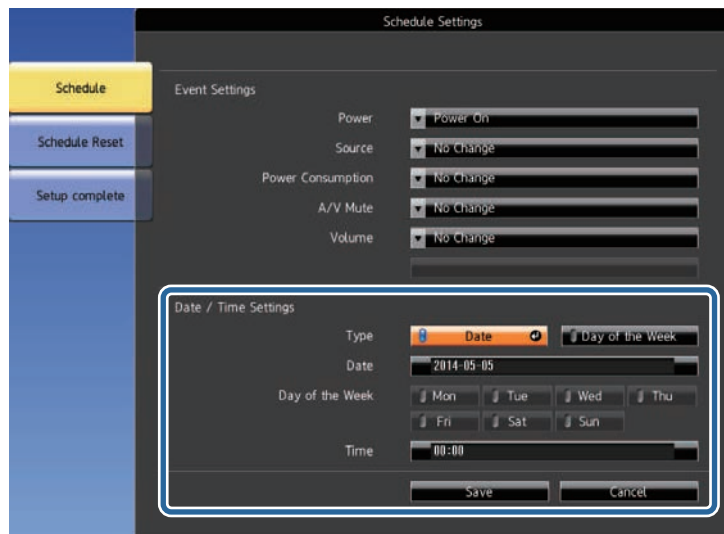 Schedule Settings
Schedule
Schedule Reset
Setup complete
Event Settings
Power Power On
Source No Change
Power Consumption No Change
A/V Mute No Change
Volume No Change
Date / Time Settings
Type Date Day of the Week
Date 2014-05-05
Day of the Week Mon Tue Wed Thu
Fri Sat Sun
Time 00:00
Save Cancel